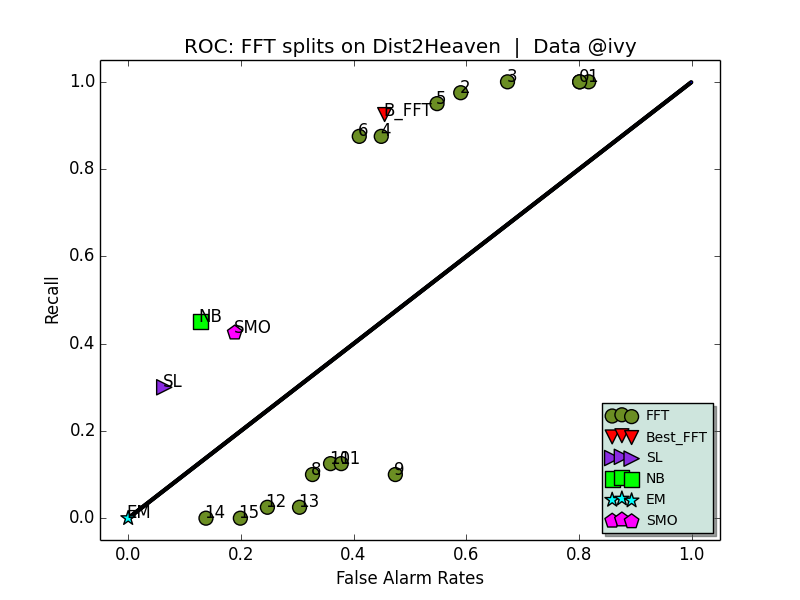 ROC: FFT splits on Dist2Heaven | Data @ivy
1.0
0.8
0.6
0.4
0.2
0.0
Recall
0.0
0.2
0.4
0.6
0.8
1.0
False Alarm Rates
3
0
1
2
5
B_FFT
6
4
NB
SMO
SL
10
11
8
9
12
13
14
15
EM
FFT
Best_FFT
SL
NB
EM
SMO